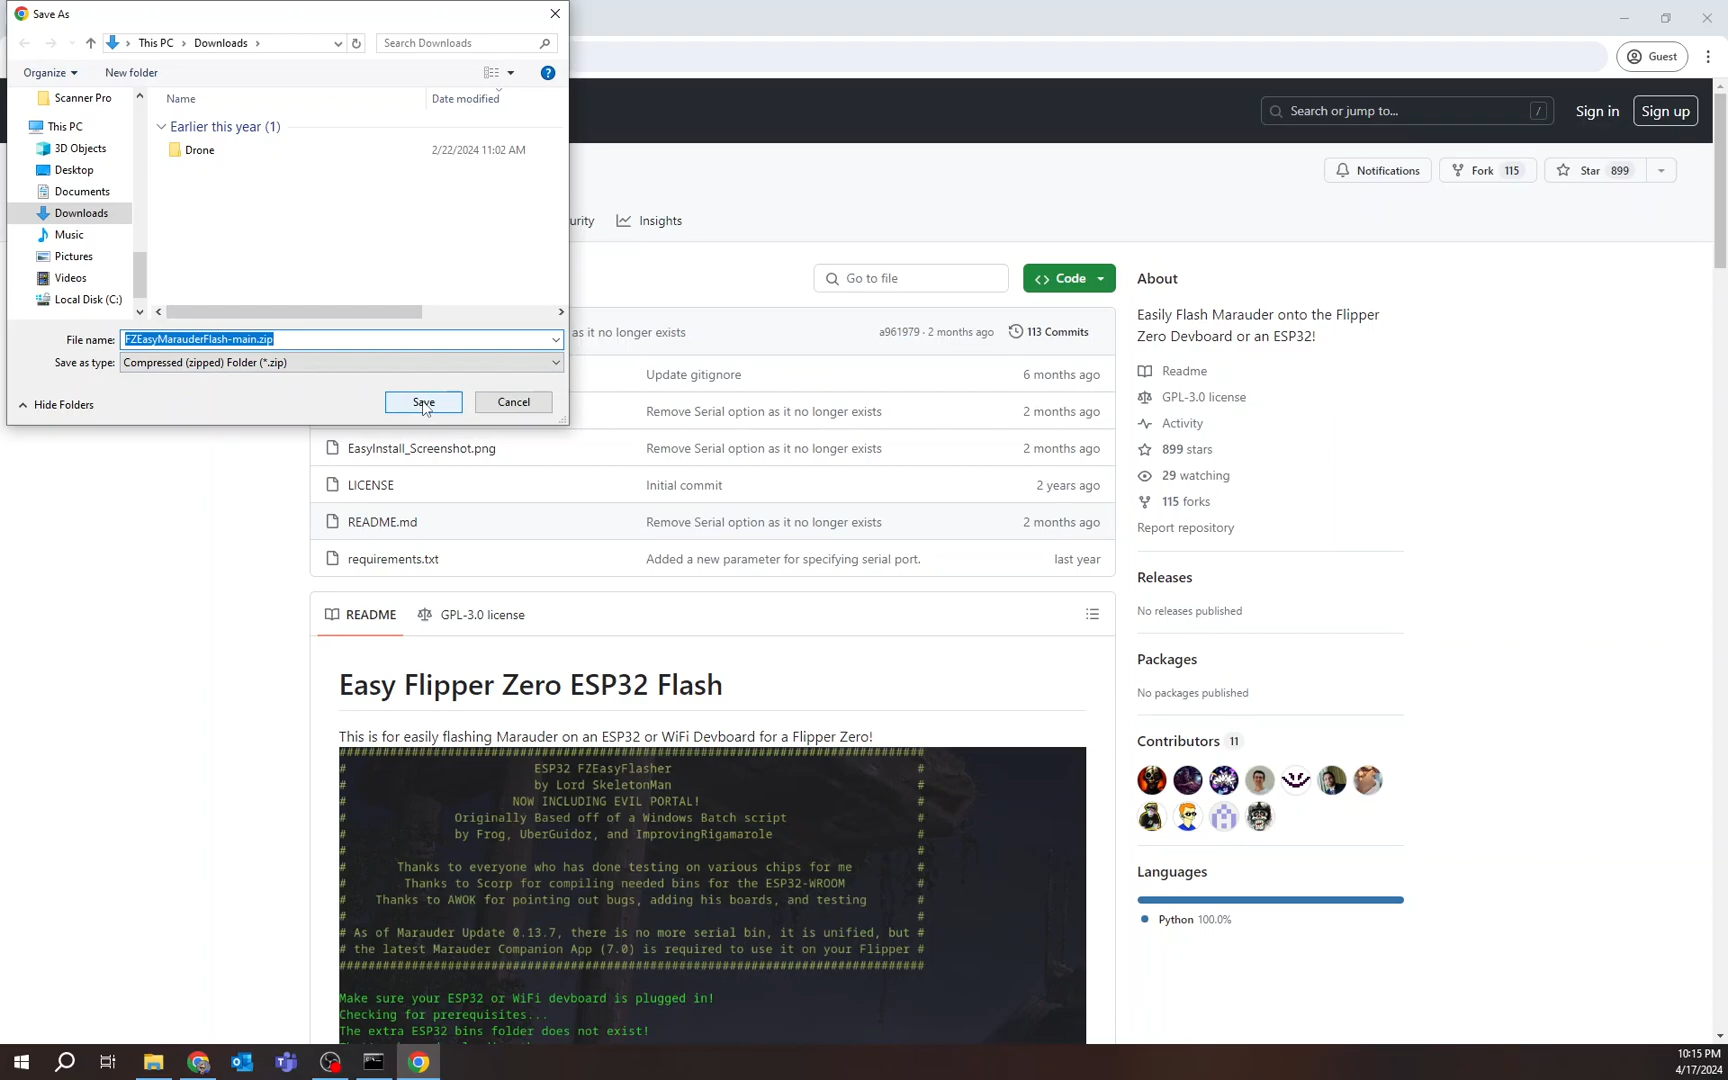 Save As
This PC > Downloads >
Search Downloads
Guest
Organize
New folder
Name
Date modified
Scanner Pro
This PC
3D Objects
Desktop
Documents
Downloads
Music
Pictures
Videos
Local Disk (C:)
Earlier this year (1)
Drone
2/22/2024 11:02 AM
File name:
FZEasyMarauderFlash-main.zip
Save as type:
Compressed (zipped) Folder (*.zip)
Hide Folders
Save
Cancel
Search or jump to...
/
Sign in
Sign up
Notifications
Fork 115
Star 899
urity
Insights
Go to file
<> Code
as it no longer exists
a961979 · 2 months ago
113 Commits
Update gitignore
6 months ago
Remove Serial option as it no longer exists
2 months ago
EasyInstall_Screenshot.png
Remove Serial option as it no longer exists
2 months ago
LICENSE
Initial commit
2 years ago
README.md
Remove Serial option as it no longer exists
2 months ago
requirements.txt
Added a new parameter for specifying serial port.
last year
README
GPL-3.0 license
Easy Flipper Zero ESP32 Flash
This is for easily flashing Marauder on an ESP32 or WiFi Devboard for a Flipper Zero!
#################################################################################
# ESP32 FZEasyFlasher #
# by Lord SkeletonMan #
# NOW INCLUDING EVIL PORTAL! #
# Originally Based off of a Windows Batch script #
# by Frog, UberGuidoz, and ImprovingRigamarole #
# #
# Thanks to everyone who has done testing on various chips for me #
# Thanks to Scorp for compiling needed bins for the ESP32-WROOM #
# Thanks to AWOK for pointing out bugs, adding his boards, and testing #
# #
# As of Marauder Update 0.13.7, there is no more serial bin, it is unified, but #
# the latest Marauder Companion App (7.0) is required to use it on your Flipper #
#################################################################################
Make sure your ESP32 or WiFi devboard is plugged in!
Checking for prerequisites...
The extra ESP32 bins folder does not exist!
About
Easily Flash Marauder onto the Flipper
Zero Devboard or an ESP32!
Readme
GPL-3.0 license
Activity
899 stars
29 watching
115 forks
Report repository
Releases
No releases published
Packages
No packages published
Contributors 11
Languages
Python 100.0%
10:15 PM
4/17/2024